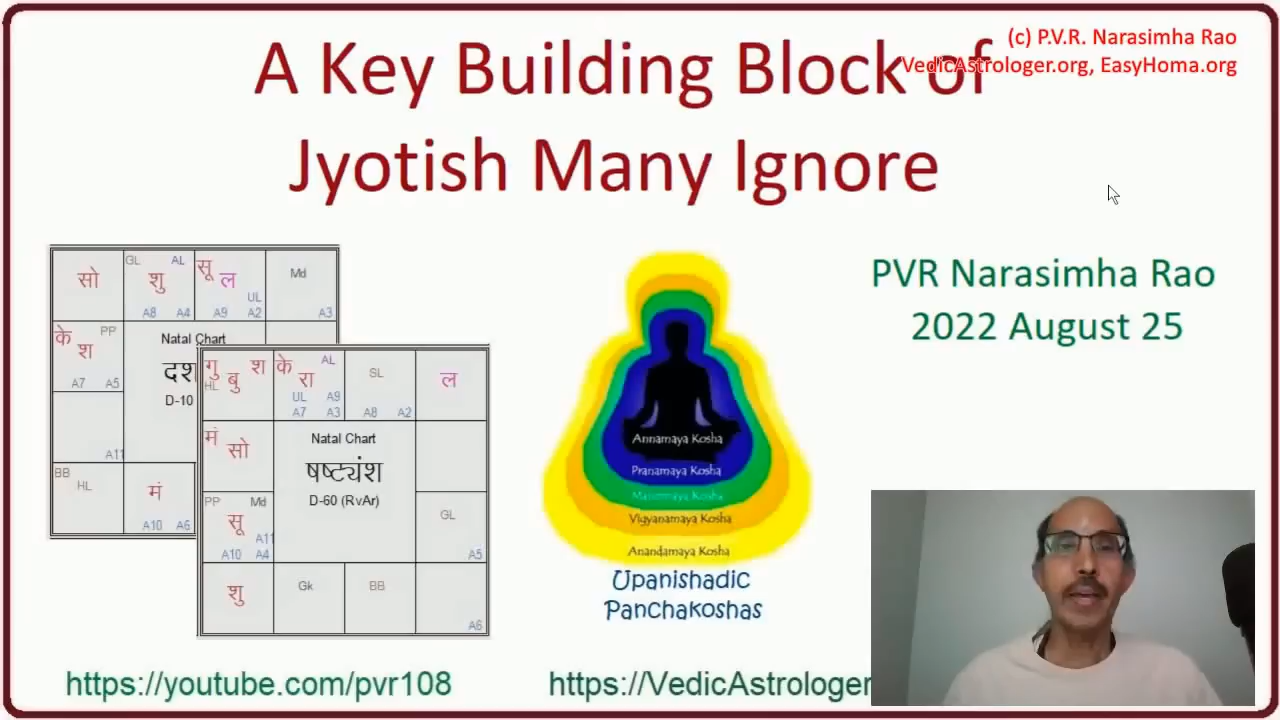 (c) P.V.R. Narasimha Rao
VedicAstrologer.org, EasyHoma.org
A Key Building Block of
Jyotish Many Ignore
PVR Narasimha Rao
2022 August 25
सो
GL AL
शु
A8 A4
सू ल
UL
A9 A2
Md
A3
के PP
श
A7 A5
Natal Chart
दश
D-10
A11
BB
HL
मं
A10 A6
गु बु श
HL
के रा AL
UL A9
A7 A3
SL
A8 A2
ल
मं सो
Natal Chart
षष्ट्यंश
D-60 (RvAr)
PP Md
सू
A11
A10 A4
GL
A5
शु
Gk
BB
A6
Annamaya Kosha
Pranamaya Kosha
Manomaya Kosha
Vigyanamaya Kosha
Anandamaya Kosha
Upanishadic
Panchakoshas
https://youtube.com/pvr108
https://VedicAstrologer